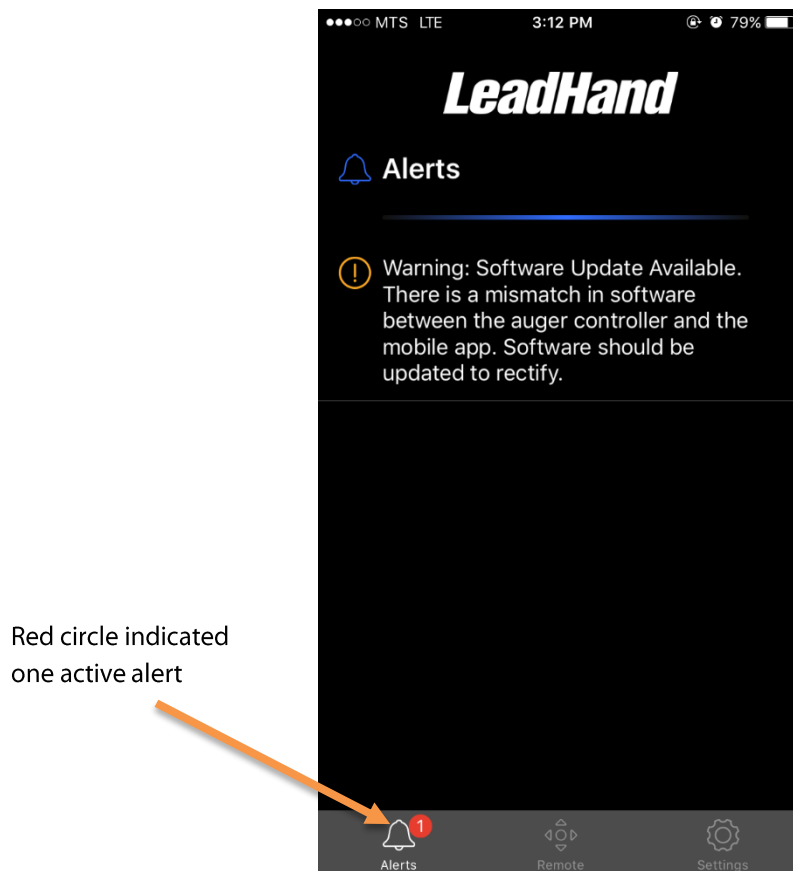 MTS LTE 3:12 PM 79%
LeadHand
Alerts
Warning: Software Update Available.
There is a mismatch in software
between the auger controller and the
mobile app. Software should be
updated to rectify.
Red circle indicated
one active alert
1
Alerts Remote Settings